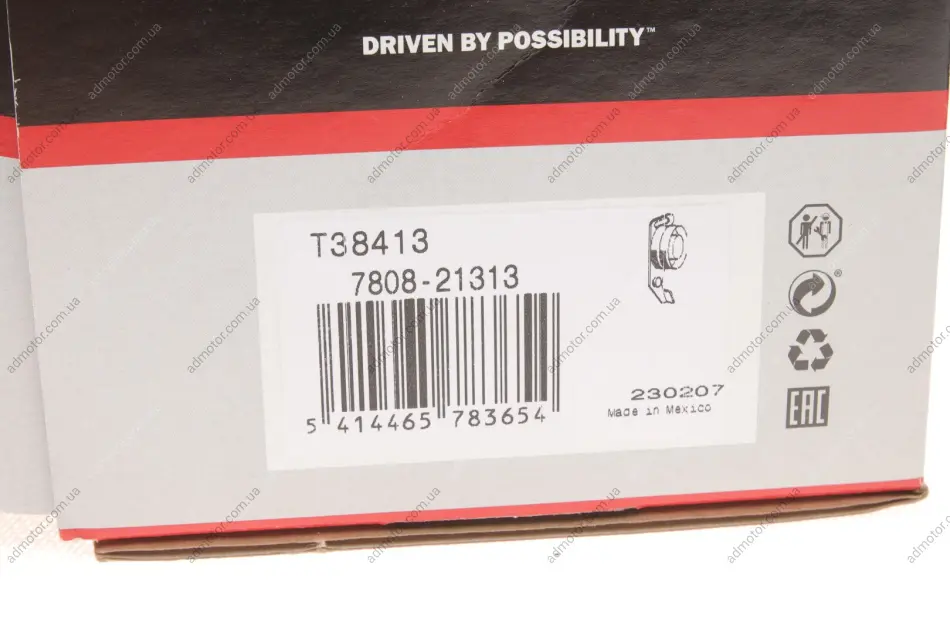 DRIVEN BY POSSIBILITY™
T38413
7808-21313
5 414465 783654
230207
Made in Mexico
EAC
admotor.com.ua